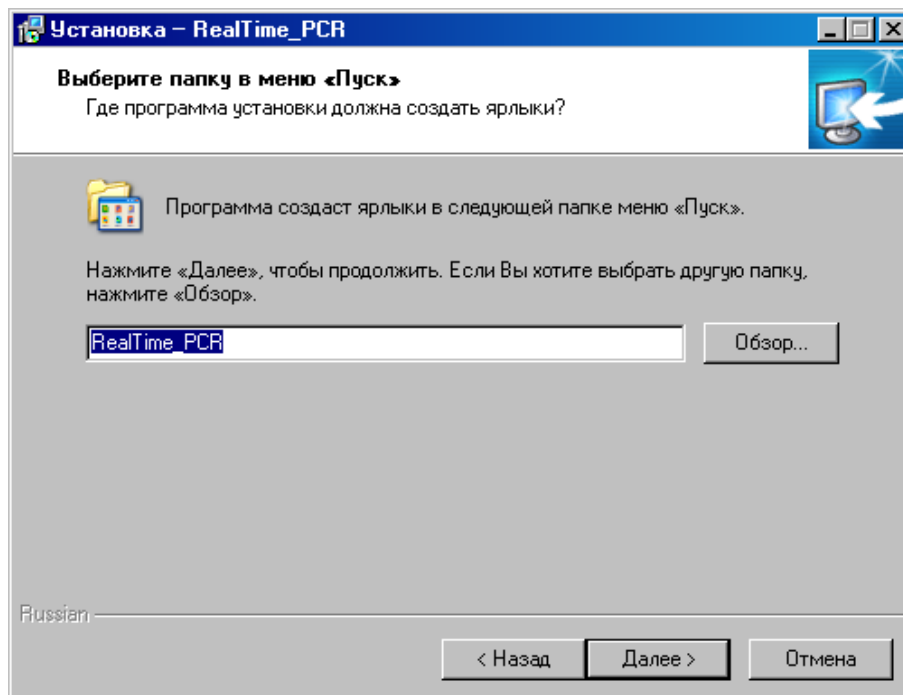 Установка – RealTime_PCR
Выберите папку в меню «Пуск»
Где программа установки должна создать ярлыки?
Программа создаст ярлыки в следующей папке меню «Пуск».
Нажмите «Далее», чтобы продолжить. Если Вы хотите выбрать другую папку,
нажмите «Обзор».
RealTime_PCR
Обзор...
Russian
< Назад
Далее >
Отмена